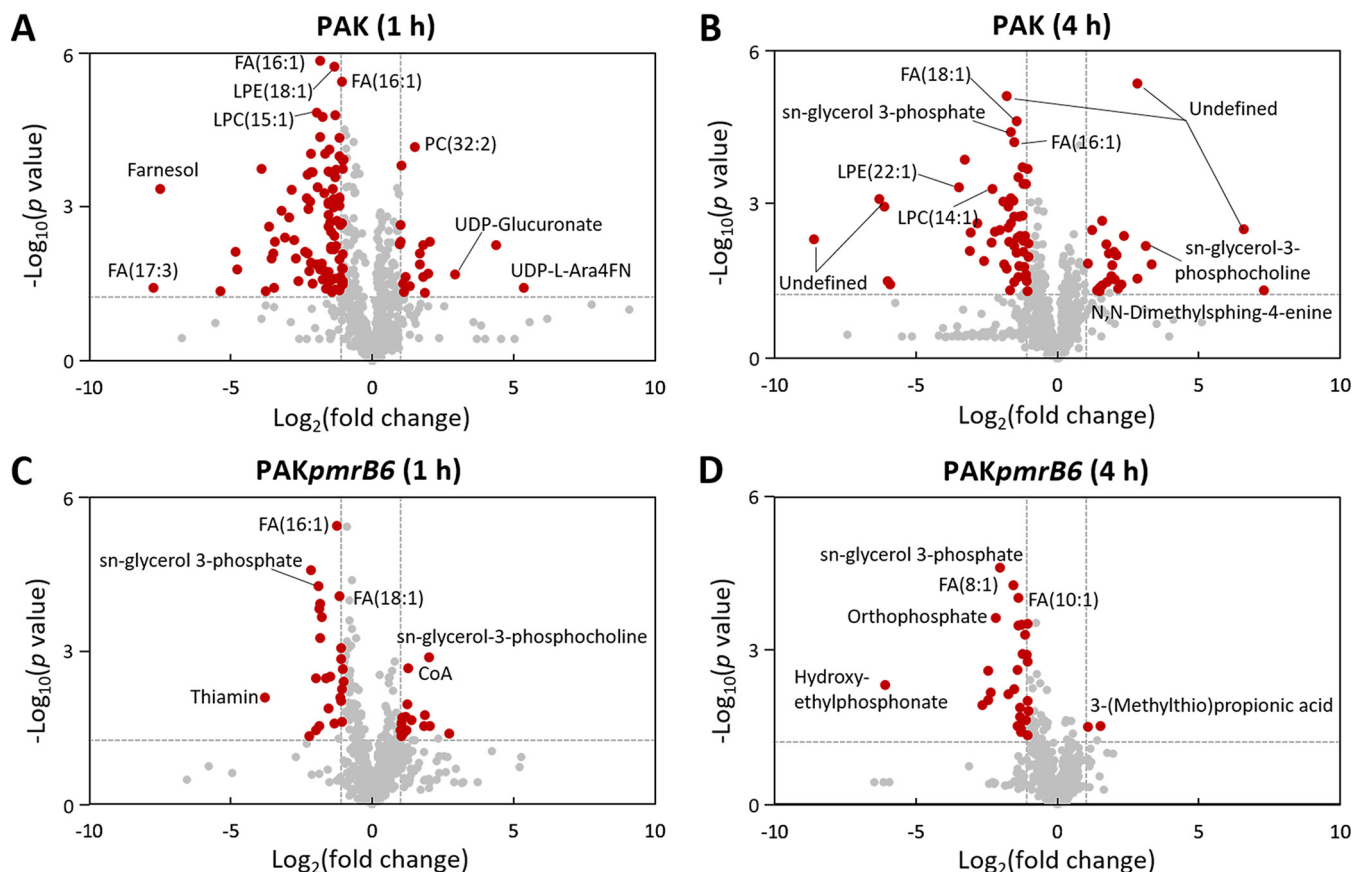 A
PAK (1 h)
6
3
0
-Log10(p value)
FA(16:1)
LPE(18:1)
FA(16:1)
LPC(15:1)
PC(32:2)
Farnesol
UDP-Glucuronate
FA(17:3)
UDP-L-Ara4FN
-10
-5
0
5
10
Log2(fold change)
B
PAK (4 h)
6
3
0
-Log10(p value)
FA(18:1)
sn-glycerol 3-phosphate
Undefined
FA(16:1)
LPE(22:1)
LPC(14:1)
sn-glycerol-3-
phosphocholine
Undefined
N,N-Dimethylsphing-4-enine
-10
-5
0
5
10
Log2(fold change)
C
PAKpmrB6 (1 h)
6
3
0
-Log10(p value)
FA(16:1)
sn-glycerol 3-phosphate
FA(18:1)
sn-glycerol-3-phosphocholine
CoA
Thiamin
-10
-5
0
5
10
Log2(fold change)
D
PAKpmrB6 (4 h)
6
3
0
-Log10(p value)
sn-glycerol 3-phosphate
FA(8:1)
FA(10:1)
Orthophosphate
Hydroxy-
ethylphosphonate
3-(Methylthio)propionic acid
-10
-5
0
5
10
Log2(fold change)